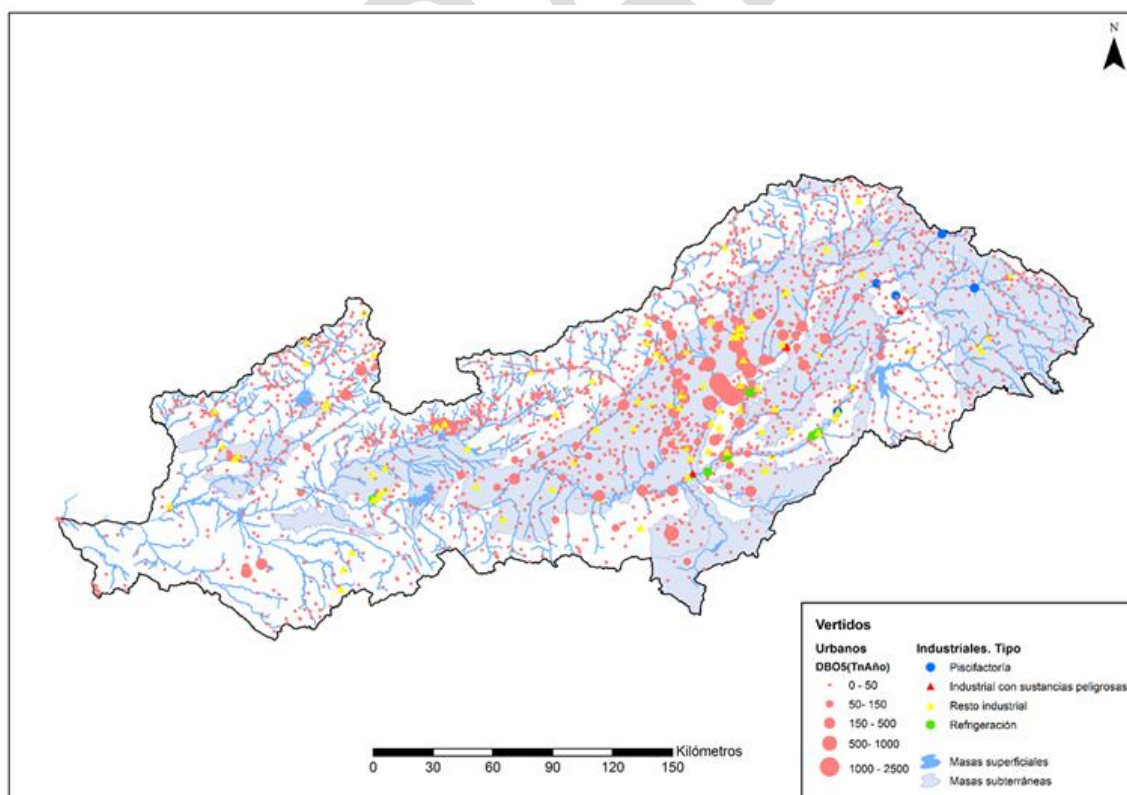 N
Vertidos
Urbanos
DBO5(TnAño)
0 - 50
50- 150
150 - 500
500- 1000
1000 - 2500
Industriales. Tipo
Piscifactoría
Industrial con sustancias peligrosas
Resto industrial
Refrigeración
Masas superficiales
Masas subterráneas
Kilómetros
0 30 60 90 120 150